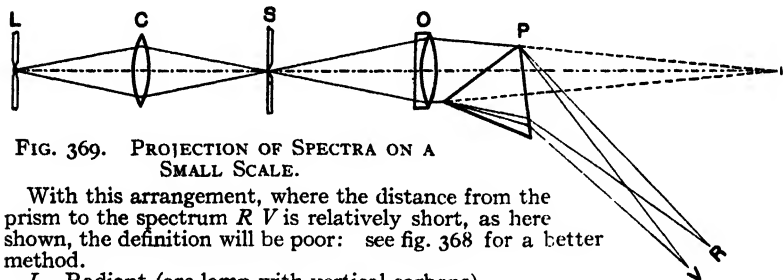 L C S O P
I
FIG. 369. PROJECTION OF SPECTRA ON A
SMALL SCALE.
With this arrangement, where the distance from the
prism to the spectrum R V is relatively short, as here
shown, the definition will be poor: see fig. 368 for a better
method.
L Radiant (arc lamp with vertical carbons).
R
V